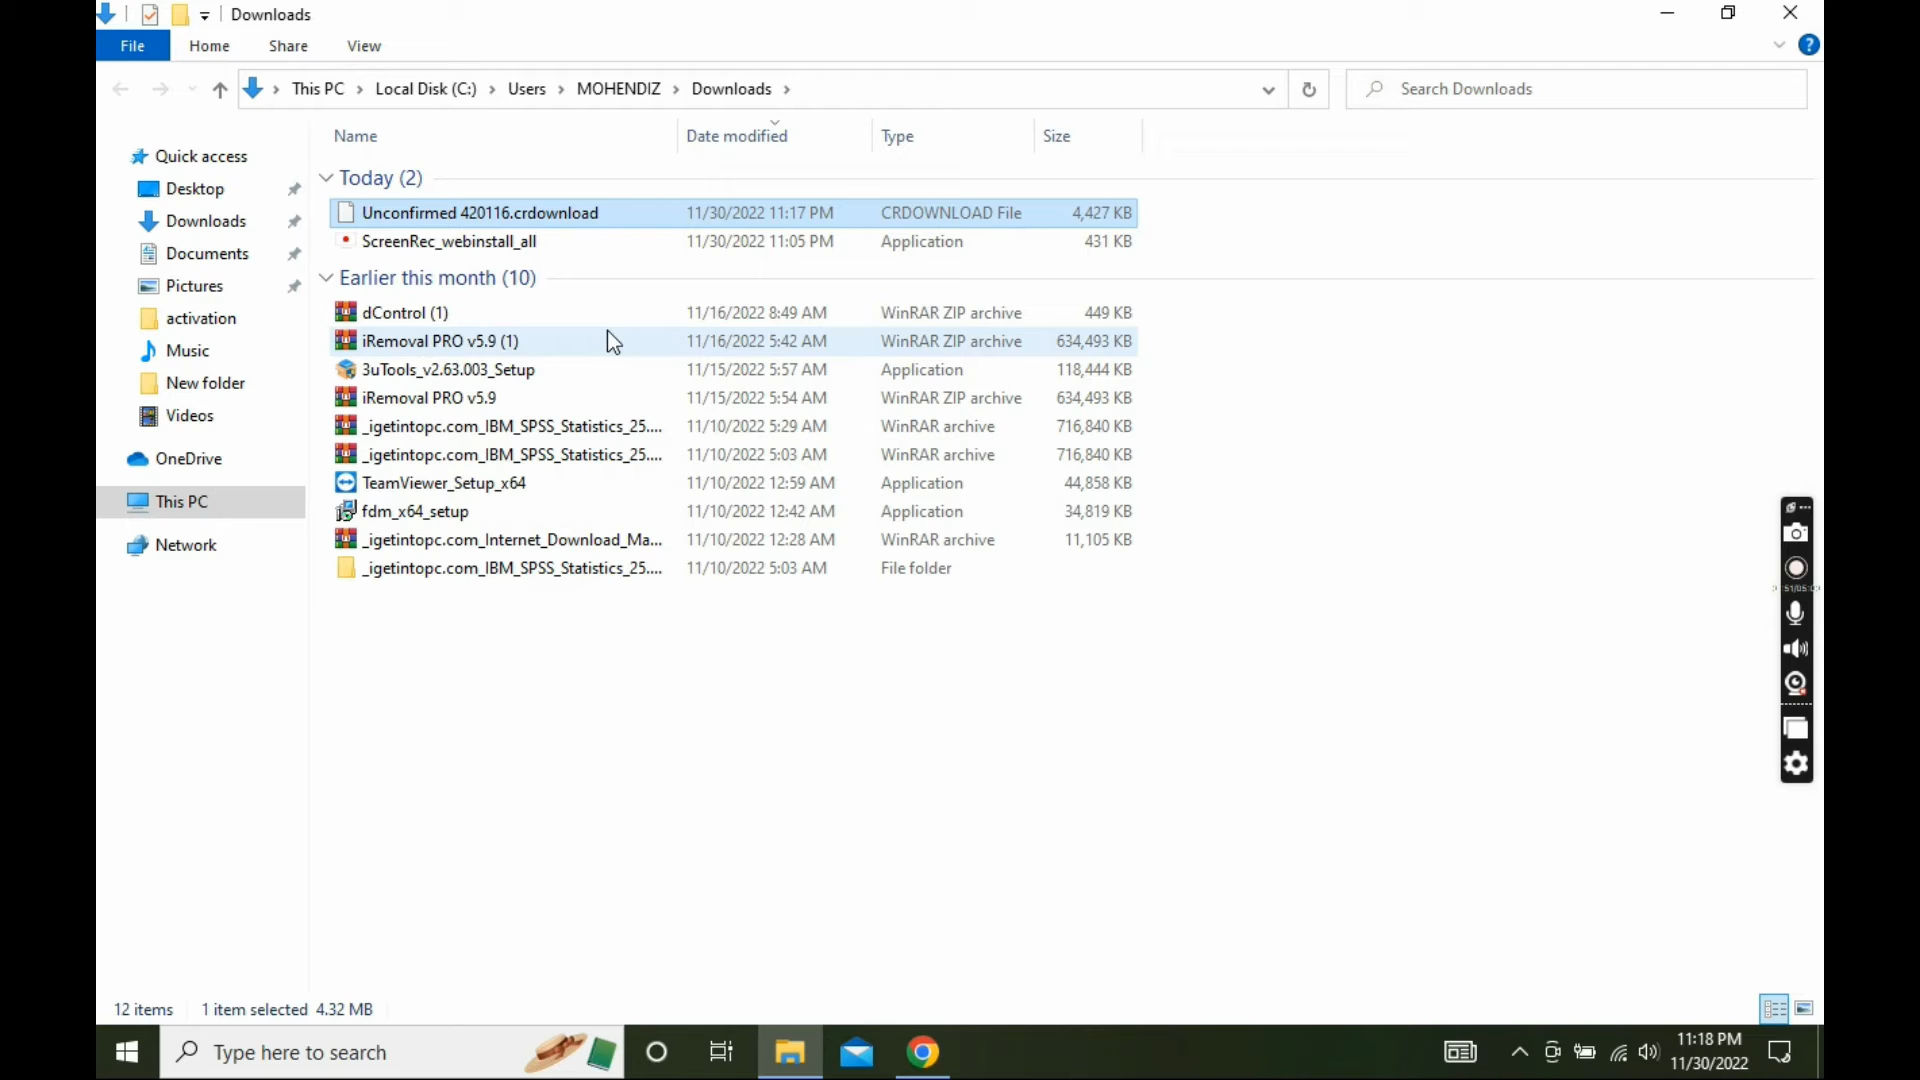 Downloads
File Home Share View
This PC Local Disk (C:) Users MOHENDIZ Downloads Search Downloads
Name Date modified Type Size
Quick access
Desktop
Downloads
Documents
Pictures
activation
Music
New folder
Videos
OneDrive
This PC
Network
Today (2)
Unconfirmed 420116.crdownload 11/30/2022 11:17 PM CRDOWNLOAD File 4,427 KB
ScreenRec_webinstall_all 11/30/2022 11:05 PM Application 431 KB
Earlier this month (10)
dControl (1) 11/16/2022 8:49 AM WinRAR ZIP archive 449 KB
iRemoval PRO v5.9 (1) 11/16/2022 5:42 AM WinRAR ZIP archive 634,493 KB
3uTools_v2.63.003_Setup 11/15/2022 5:57 AM Application 118,444 KB
iRemoval PRO v5.9 11/15/2022 5:54 AM WinRAR ZIP archive 634,493 KB
_igetintopc.com_IBM_SPSS_Statistics_25.... 11/10/2022 5:29 AM WinRAR archive 716,840 KB
_igetintopc.com_IBM_SPSS_Statistics_25.... 11/10/2022 5:03 AM WinRAR archive 716,840 KB
TeamViewer_Setup_x64 11/10/2022 12:59 AM Application 44,858 KB
fdm_x64_setup 11/10/2022 12:42 AM Application 34,819 KB
_igetintopc.com_Internet_Download_Ma... 11/10/2022 12:28 AM WinRAR archive 11,105 KB
_igetintopc.com_IBM_SPSS_Statistics_25.... 11/10/2022 5:03 AM File folder
12 items 1 item selected 4.32 MB
Type here to search
11:18 PM
11/30/2022